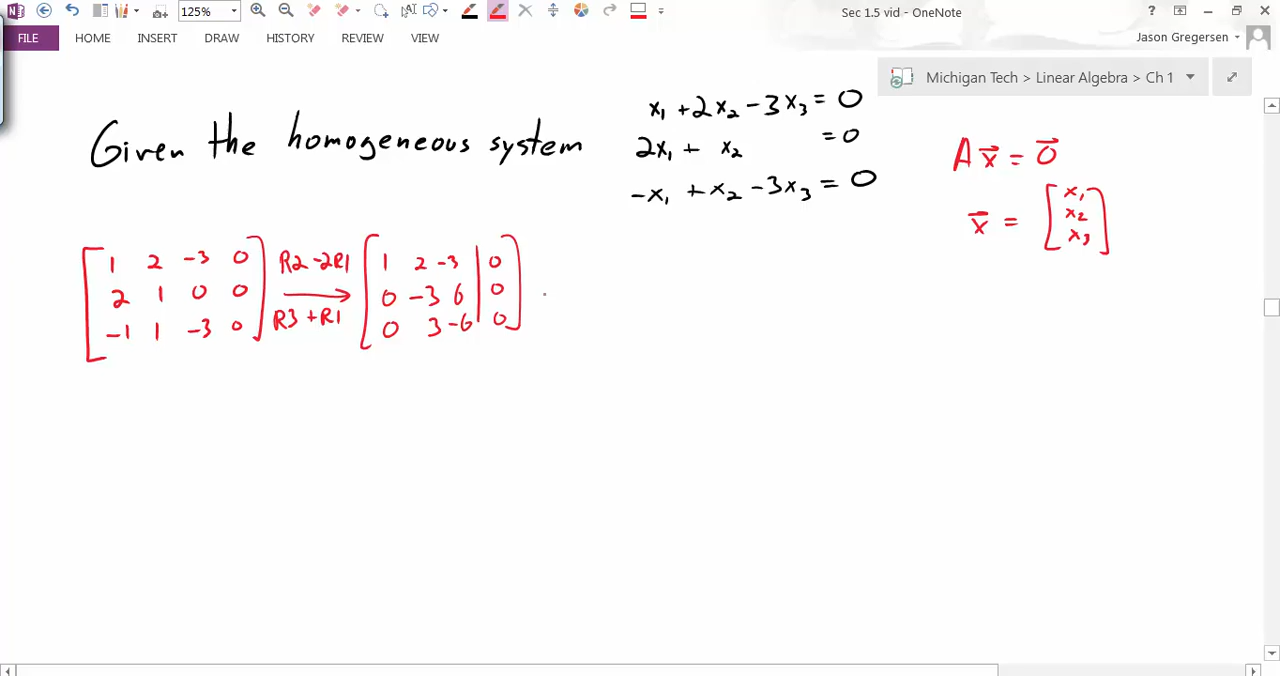 125%
Sec 1.5 vid - OneNote
FILE HOME INSERT DRAW HISTORY REVIEW VIEW
Jason Gregersen
Michigan Tech > Linear Algebra > Ch 1
Given the homogeneous system
x₁ + 2x₂ - 3x₃ = 0
2x₁ + x₂ = 0
-x₁ + x₂ - 3x₃ = 0
A x⃗ = 0⃗
x⃗ = [x₁ x₂ x₃]
1 2 -3 0 R2-2R1 1 2 -3 | 0
2 1 0 0 → 0 -3 6 | 0
-1 1 -3 0 R3+R1 0 3 -6 | 0